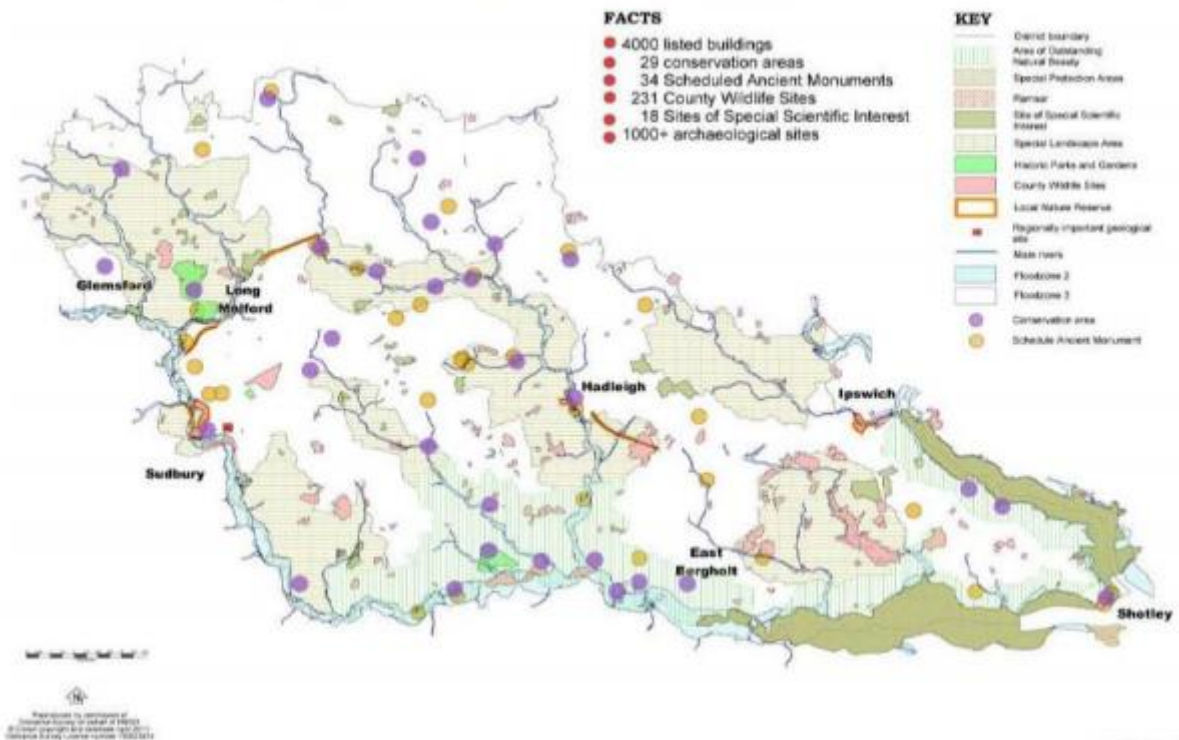 FACTS
4000 listed buildings
29 conservation areas
34 Scheduled Ancient Monuments
231 County Wildlife Sites
18 Sites of Special Scientific Interest
1000+ archaeological sites
KEY
District boundary
Area of Outstanding
Natural Beauty
Special Protection Areas
Ramsar
Site of Special Scientific
Interest
Special Landscape Area
Historic Parks and Gardens
County Wildlife Sites
Local Nature Reserve
Regionally important geological
site
Main rivers
Floodzone 2
Floodzone 3
Conservation area
Schedule Ancient Monument
Glemsford
Long
Melford
Sudbury
Hadleigh
Ipswich
East
Bergholt
Shotley
N